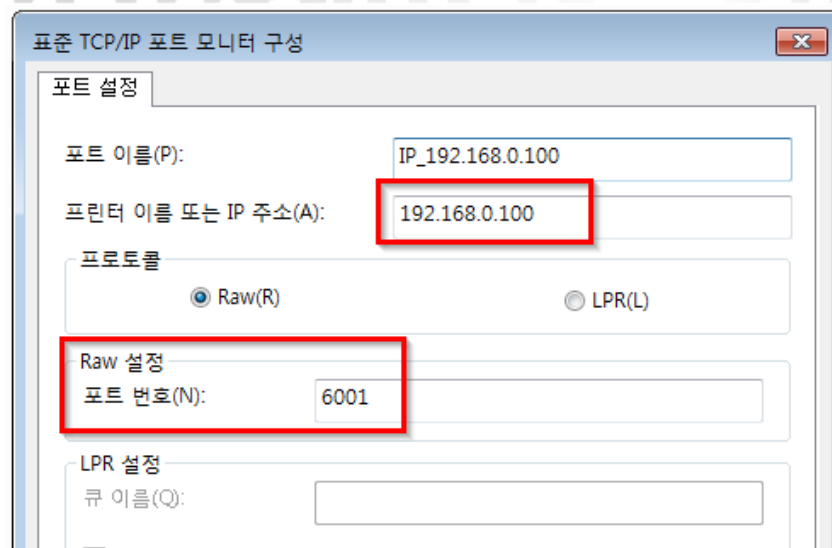 표준 TCP/IP 포트 모니터 구성
포트 설정
포트 이름(P): IP_192.168.0.100
프린터 이름 또는 IP 주소(A): 192.168.0.100
프로토콜
Raw(R) LPR(L)
Raw 설정
포트 번호(N): 6001
LPR 설정
큐 이름(Q):